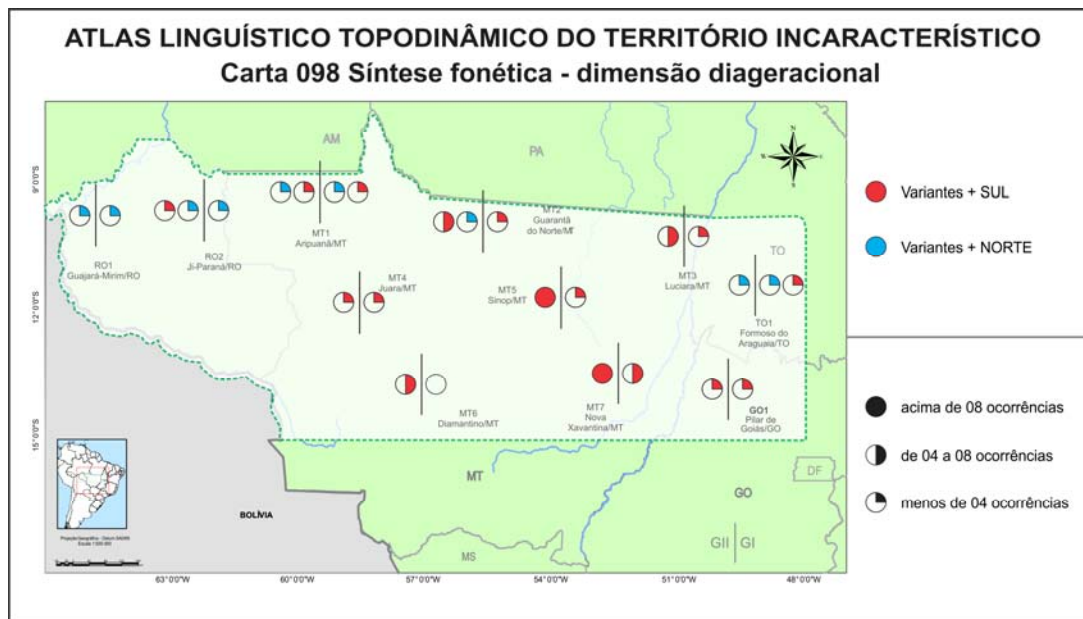 ATLAS LINGUÍSTICO TOPODINÂMICO DO TERRITÓRIO INCARACTERÍSTICO
Carta 098 Síntese fonética - dimensão diageracional
AM
PA
N
W
E
S
Variantes + SUL
Variantes + NORTE
9°0'0"S
12°0'0"S
15°0'0"S
RO1
Guajará-Mirim/RO
RO2
Ji-Paraná/RO
MT1
Aripuanã/MT
MT2
Guarantã
do Norte/MT
MT3
Luciara/MT
TO
MT4
Juara/MT
MT5
Sinop/MT
TO1
Formoso do
Araguaia/TO
MT6
Diamantino/MT
MT7
Nova
Xavantina/MT
GO1
Pilar de
Goiás/GO
acima de 08 ocorrências
de 04 a 08 ocorrências
menos de 04 ocorrências
MT
GO
DF
BOLÍVIA
MS
GII GI
63°0'0"W
60°0'0"W
57°0'0"W
54°0'0"W
51°0'0"W
48°0'0"W